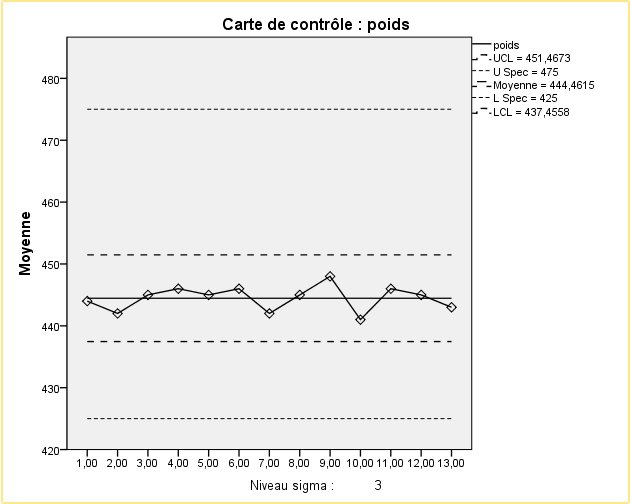 Carte de contrôle : poids
poids
UCL = 451,4673
U Spec = 475
Moyenne = 444,4615
L Spec = 425
LCL = 437,4558
Moyenne
480
470
460
450
440
430
420
1,00 2,00 3,00 4,00 5,00 6,00 7,00 8,00 9,00 10,00 11,00 12,00 13,00
Niveau sigma : 3